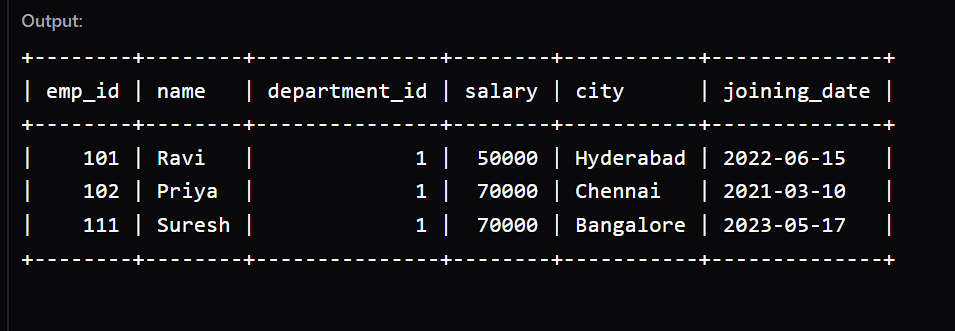 Output:
+--------+--------+---------------+--------+-----------+--------------+
| emp_id | name   | department_id | salary | city      | joining_date |
+--------+--------+---------------+--------+-----------+--------------+
|    101 | Ravi   |             1 |  50000 | Hyderabad | 2022-06-15   |
|    102 | Priya  |             1 |  70000 | Chennai   | 2021-03-10   |
|    111 | Suresh |             1 |  70000 | Bangalore | 2023-05-17   |
+--------+--------+---------------+--------+-----------+--------------+